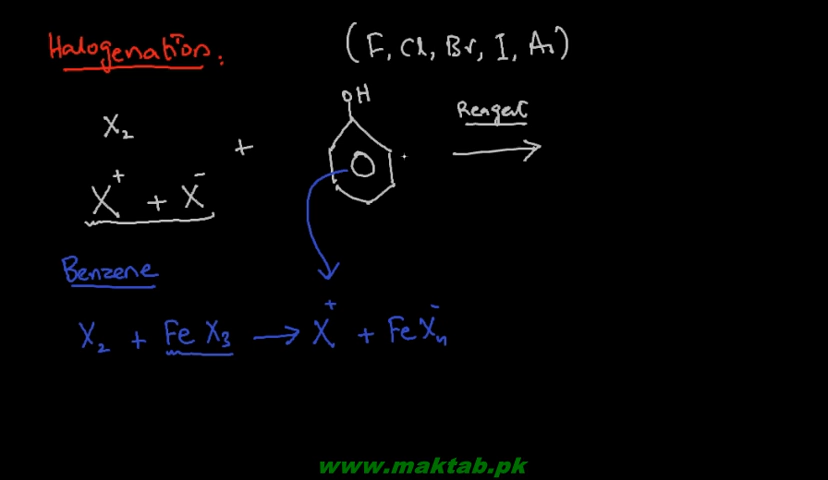 Halogenation:
(F, Cl, Br, I, At)
OH
Reagent
X₂
+
X⁺ + X⁻
Benzene
X₂ + FeX₃ → X⁺ + FeX₄⁻
www.maktab.pk